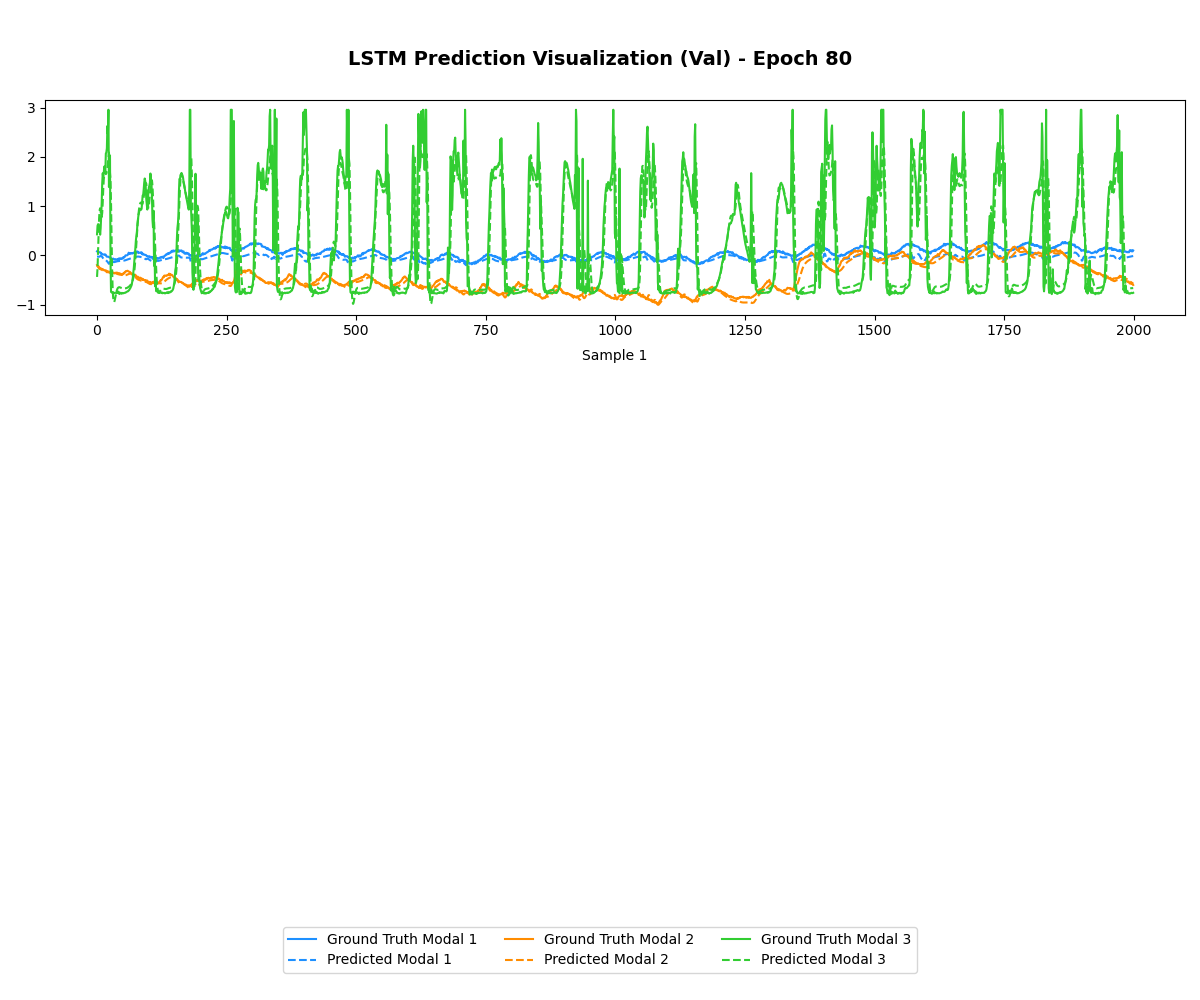 LSTM Prediction Visualization (Val) - Epoch 80
3
2
1
0
−1
0 250 500 750 1000 1250 1500 1750 2000
Sample 1
Ground Truth Modal 1 Ground Truth Modal 2 Ground Truth Modal 3
Predicted Modal 1 Predicted Modal 2 Predicted Modal 3